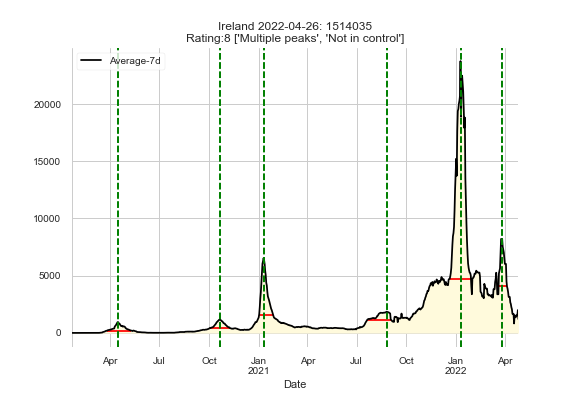 Ireland 2022-04-26: 1514035
Rating:8 ['Multiple peaks', 'Not in control']
Average-7d
20000
15000
10000
5000
0
Apr Jul Oct Jan Apr Jul Oct Jan Apr
2021 2022
Date